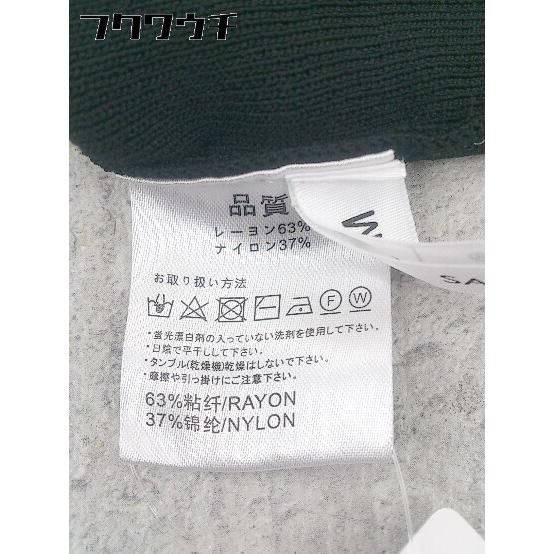 フクワウチ
品質
レーヨン63%
ナイロン37%
お取り扱い方法
F W
*蛍光漂白剤の入っていない洗剤を使用して下さい。
*日陰で平干しして下さい。
*タンブル(乾燥機)乾燥はしないで下さい。
*摩擦や引っ掛けにご注意下さい。
63%粘纤/RAYON
37%锦纶/NYLON
SA